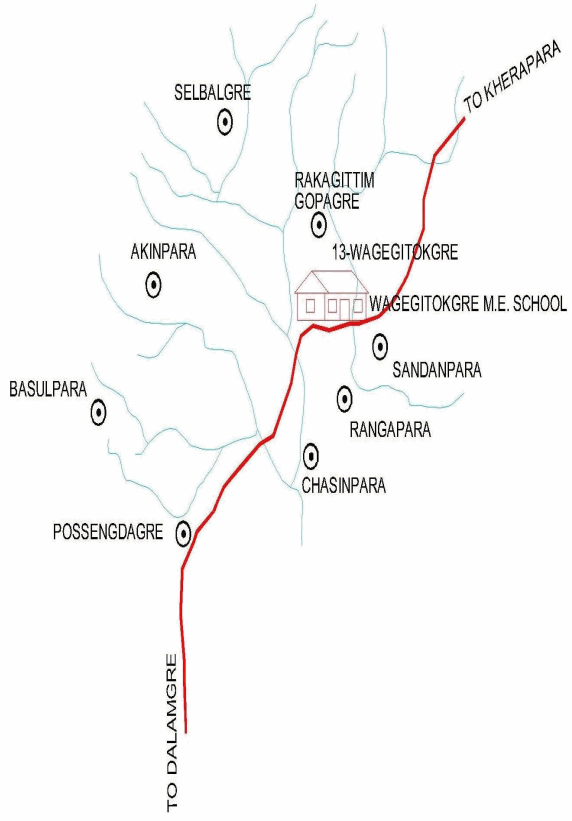 TO KHERAPARA
SELBALGRE
RAKAGITTIM
GOPAGRE
AKINPARA
13-WAGEGITOKGRE
WAGEGITOKGRE M.E. SCHOOL
SANDANPARA
BASULPARA
RANGAPARA
CHASINPARA
POSSENGDAGRE
TO DALAMGRE